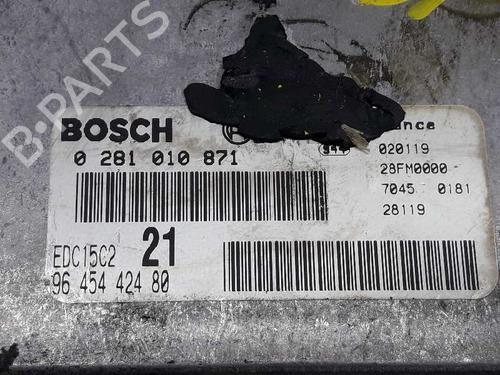 B-PARTS
BOSCH
ance
0 281 010 871
020119
28FM0000
7045 0181
28119
EDC15C2
21
96 454 424 80